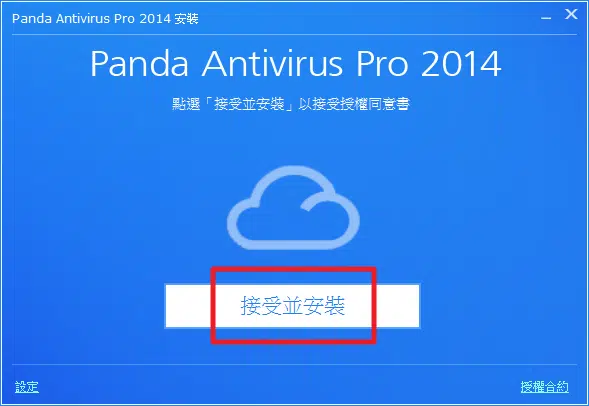 Panda Antivirus Pro 2014 安裝
Panda Antivirus Pro 2014
點選「接受並安裝」以接受授權同意書
接受並安裝
設定
授權合約